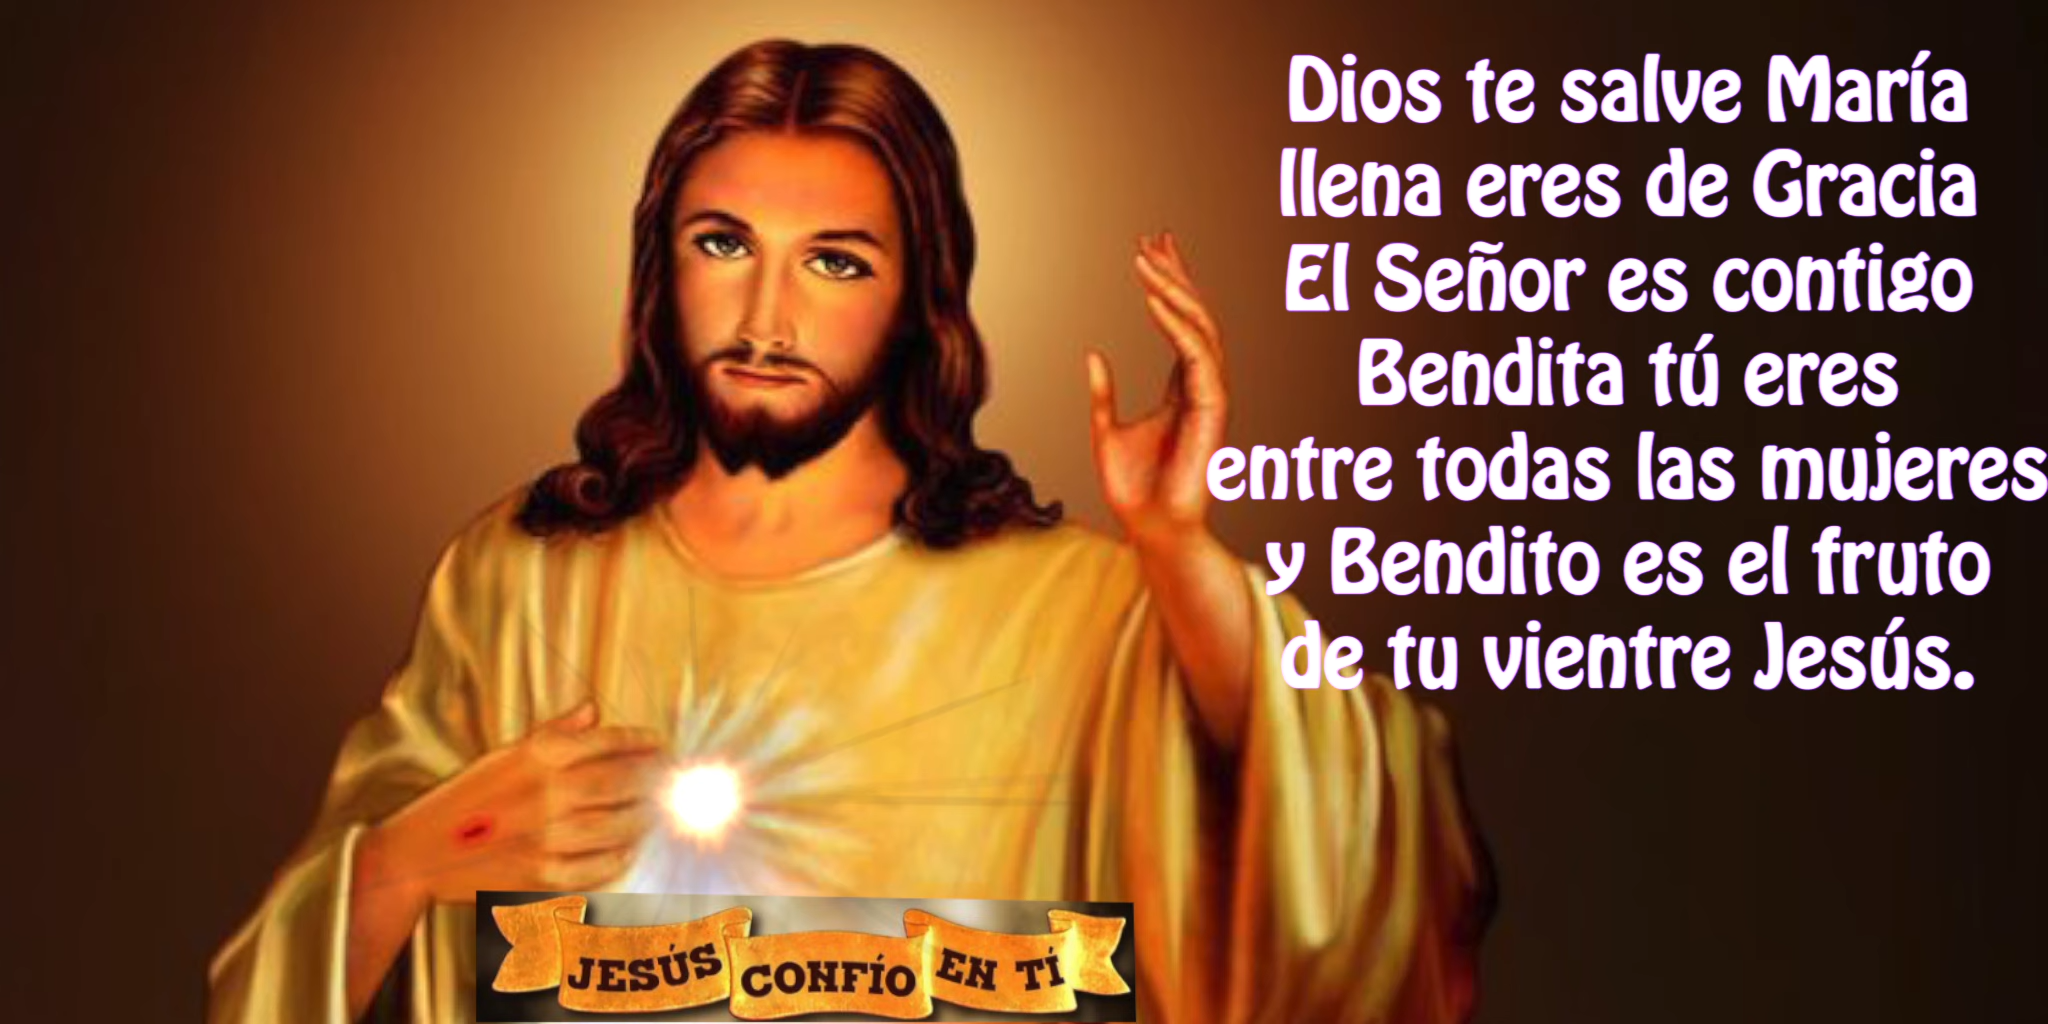 Dios te salve María
llena eres de Gracia
El Señor es contigo
Bendita tú eres
entre todas las mujeres
y Bendito es el fruto
de tu vientre Jesús.
JESÚS CONFÍO EN TÍ